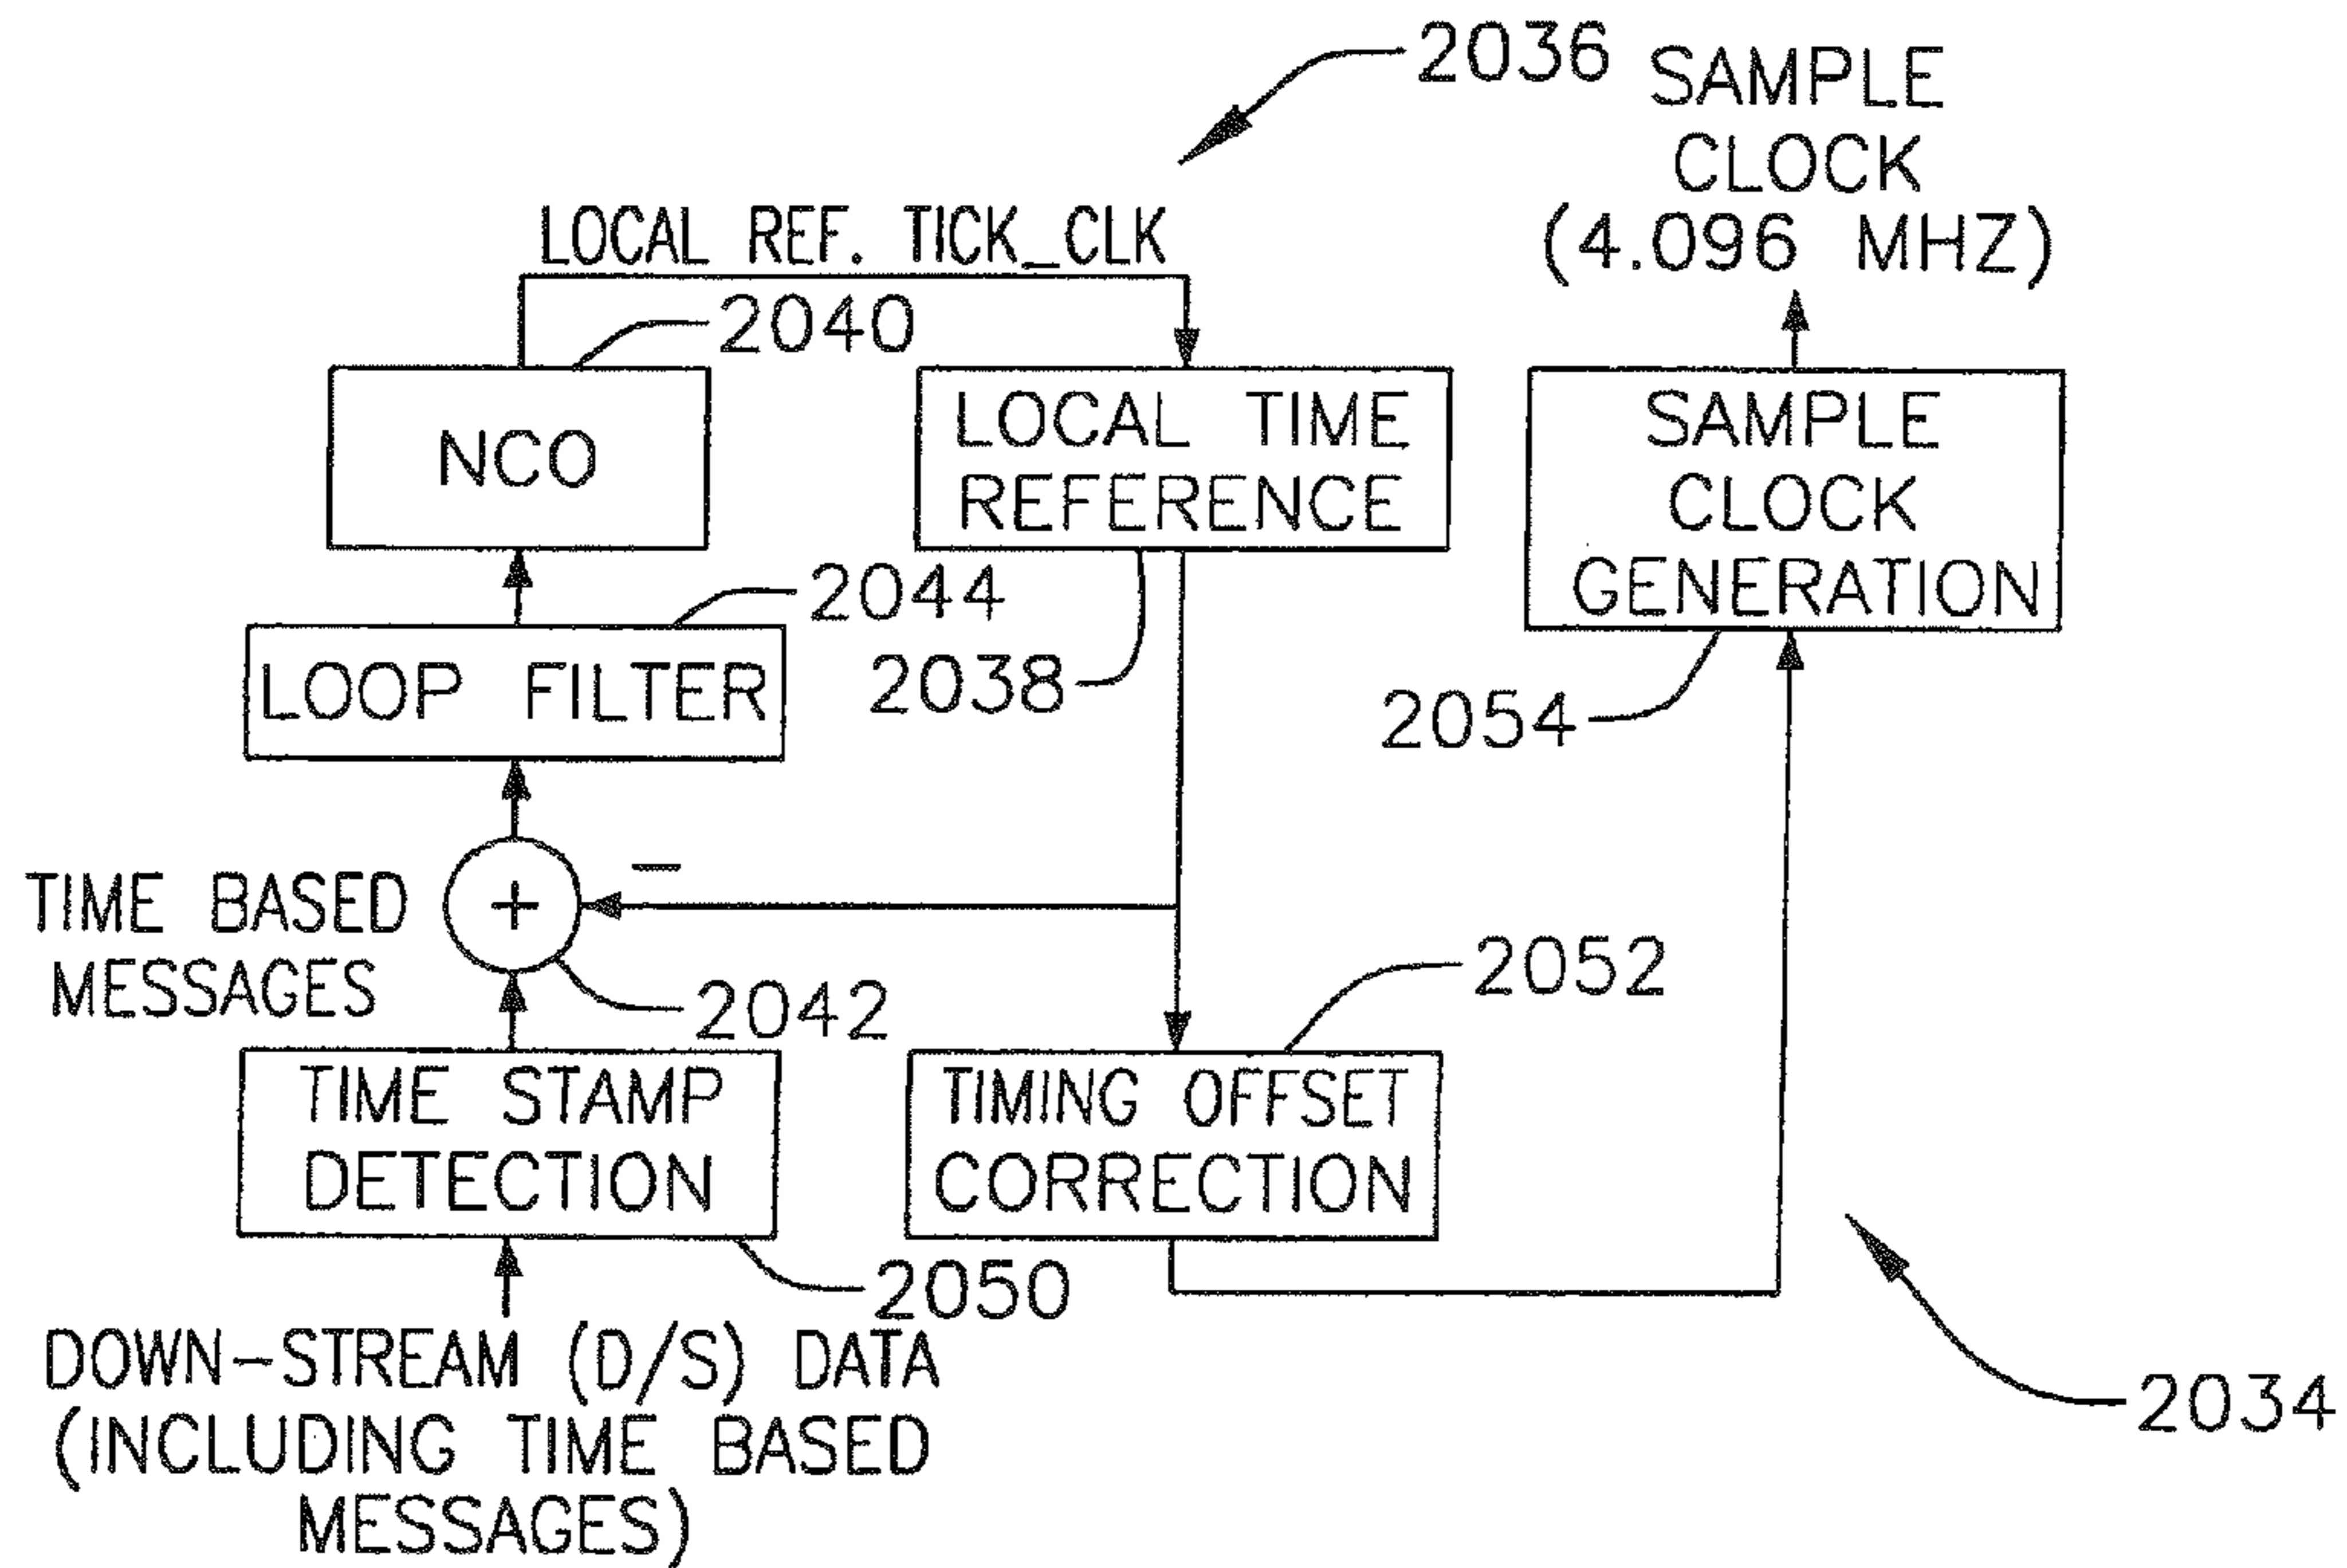 2036
SAMPLE
CLOCK
(4.096 MHZ)
LOCAL REF. TICK_CLK
2040
NCO
LOCAL TIME
REFERENCE
SAMPLE
CLOCK
GENERATION
2044
2038
2054
LOOP FILTER
TIME BASED
MESSAGES
+
−
2042
2052
TIME STAMP
DETECTION
TIMING OFFSET
CORRECTION
2050
DOWN-STREAM (D/S) DATA
(INCLUDING TIME BASED
MESSAGES)
2034